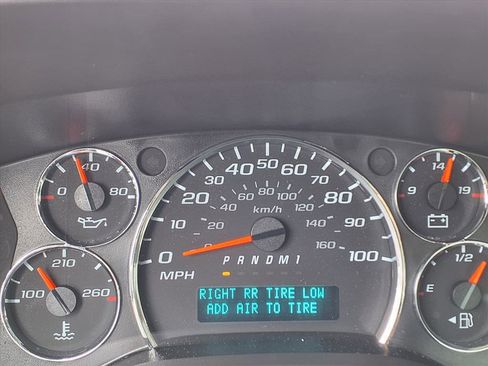 40
0 80
210
100 260
0 10 20 30 40 50 60 70 80 90 100
0 20 40 60 80 100 120 140 160
km/h
MPH
P R N D M 1
RIGHT RR TIRE LOW
ADD AIR TO TIRE
14
9 19
1/2
E